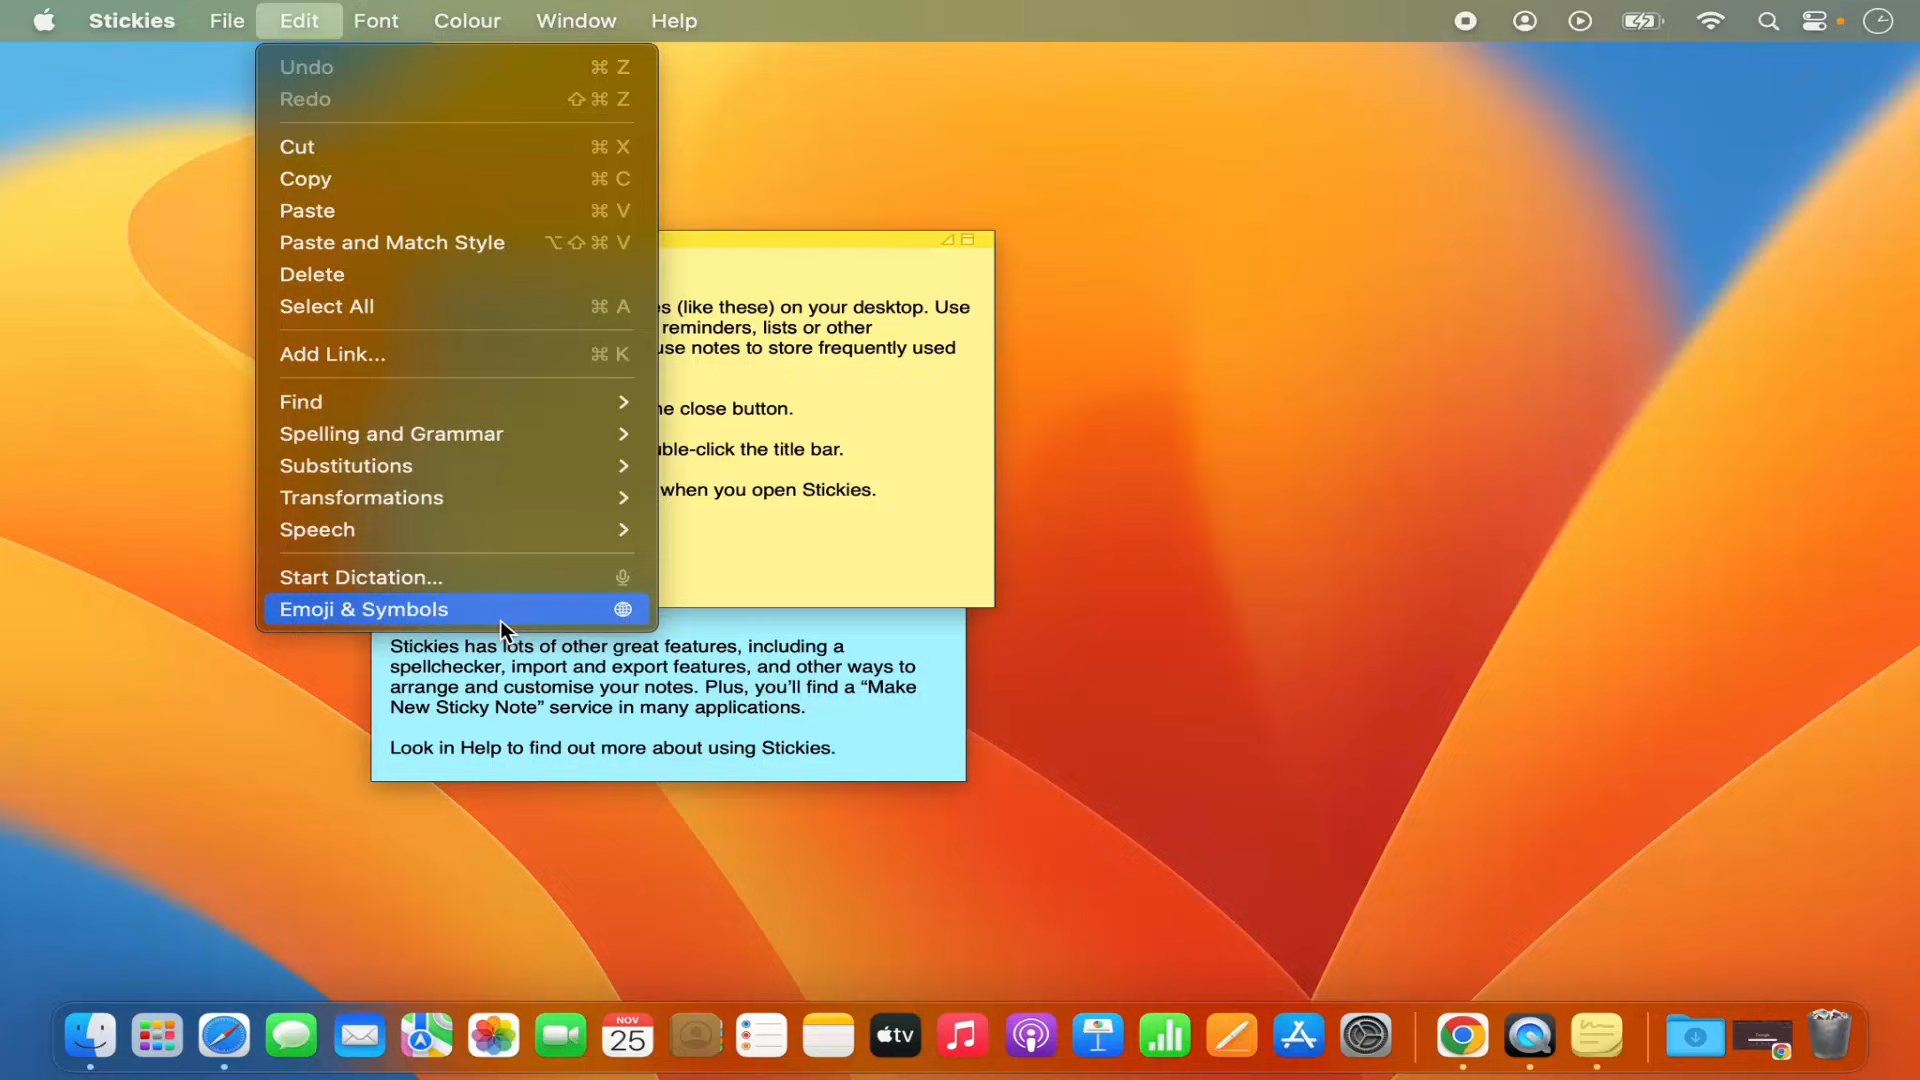 Stickies File Edit Font Colour Window Help
Undo ⌘ Z
Redo ⇧⌘ Z
Cut ⌘ X
Copy ⌘ C
Paste ⌘ V
Paste and Match Style ⌥⇧⌘ V
Delete
Select All ⌘ A
Add Link... ⌘ K
Find
Spelling and Grammar
Substitutions
Transformations
Speech
Start Dictation...
Emoji & Symbols
(like these) on your desktop. Use
reminders, lists or other
use notes to store frequently used
close button.
double-click the title bar.
when you open Stickies.
Stickies has lots of other great features, including a
spellchecker, import and export features, and other ways to
arrange and customise your notes. Plus, you’ll find a “Make
New Sticky Note” service in many applications.
Look in Help to find out more about using Stickies.
NOV
25
tv